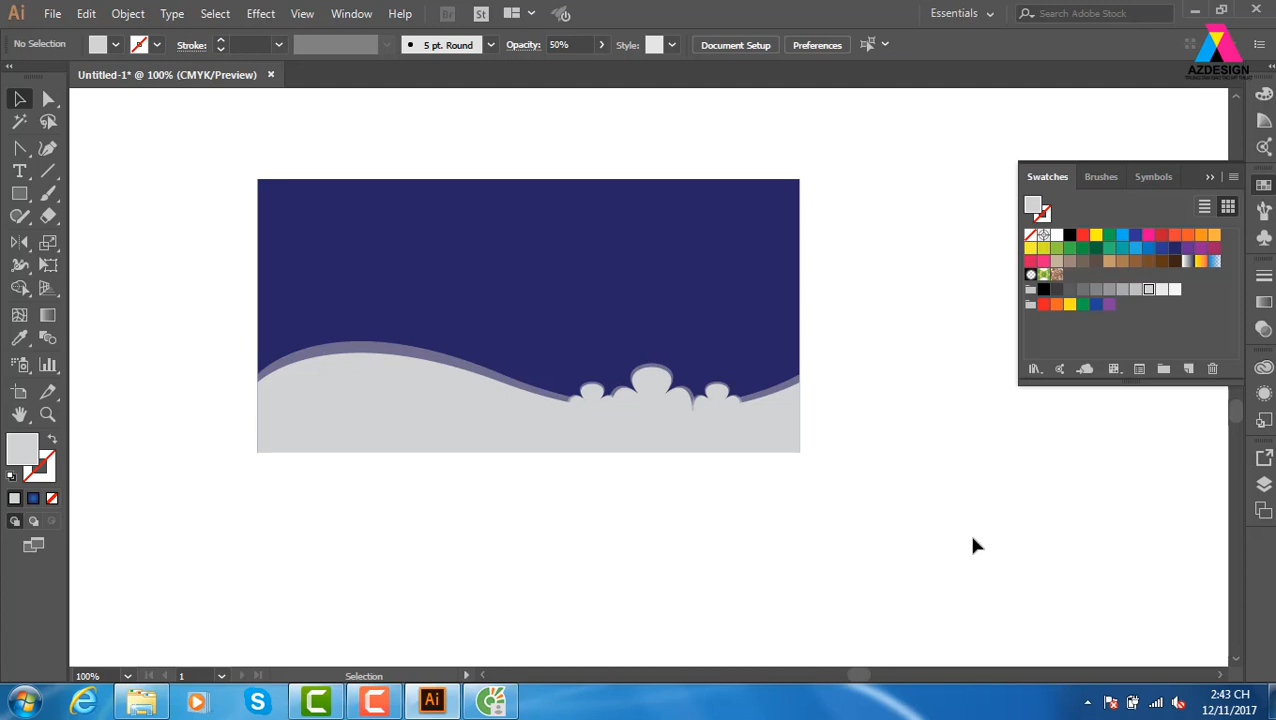 Ai File Edit Object Type Select Effect View Window Help Br St Essentials Search Adobe Stock
No Selection Stroke: 5 pt. Round Opacity: 50% Style: Document Setup Preferences
AZDESIGN
Untitled-1* @ 100% (CMYK/Preview)
Swatches Brushes Symbols
100% 1 Selection
Ai
2:43 CH
12/11/2017